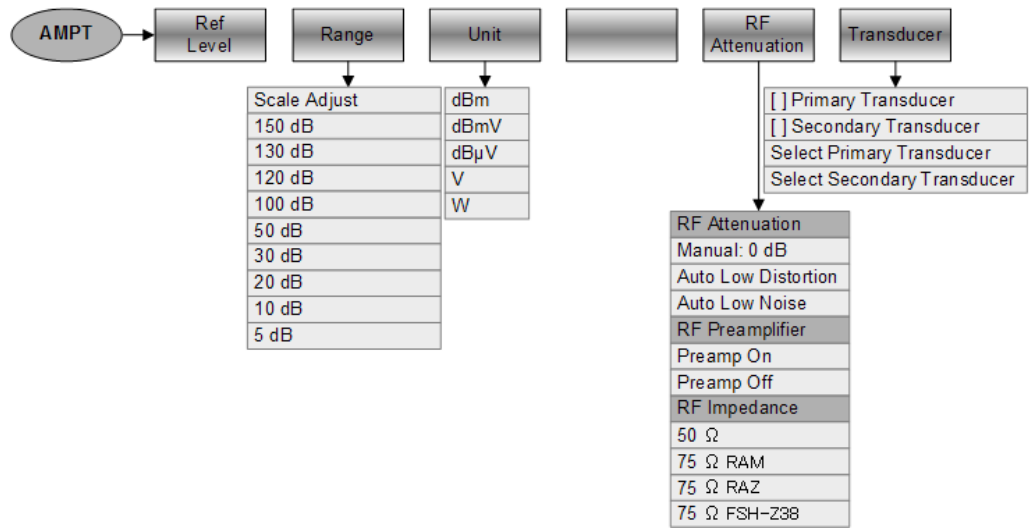 AMPT
Ref
Level
Range
Unit
RF
Attenuation
Transducer
Scale Adjust
150 dB
130 dB
120 dB
100 dB
50 dB
30 dB
20 dB
10 dB
5 dB
dBm
dBmV
dBµV
V
W
RF Attenuation
Manual: 0 dB
Auto Low Distortion
Auto Low Noise
RF Preamplifier
Preamp On
Preamp Off
RF Impedance
50 Ω
75 Ω RAM
75 Ω RAZ
75 Ω FSH-Z38
[ ] Primary Transducer
[ ] Secondary Transducer
Select Primary Transducer
Select Secondary Transducer